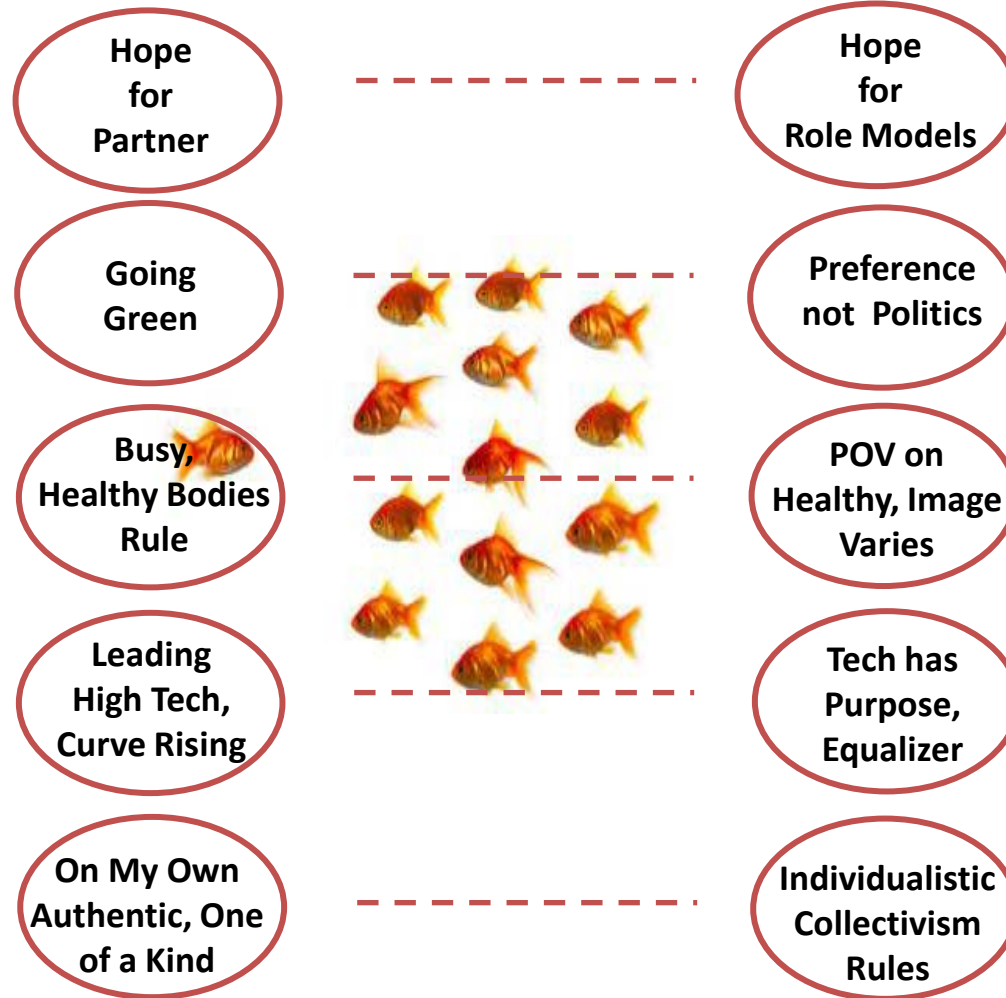 Hope
for
Partner
Hope
for
Role Models
Going
Green
Preference
not Politics
Busy,
Healthy Bodies
Rule
POV on
Healthy, Image
Varies
Leading
High Tech,
Curve Rising
Tech has
Purpose,
Equalizer
On My Own
Authentic, One
of a Kind
Individualistic
Collectivism
Rules